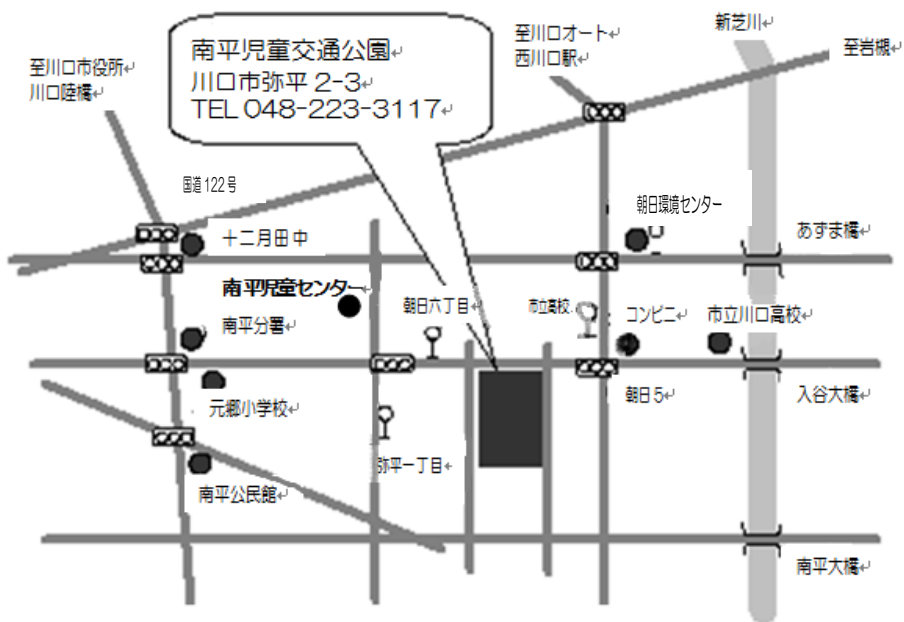 新芝川↵
至川口オート↵
西川口駅↵
至岩槻↵
至川口市役所↵
川口陸橋↵
南平児童交通公園↵
川口市弥平 2-3↵
TEL 048-223-3117↵
国道122号
朝日環境センター
十二月田中
あずま橋↵
南平児童センター↵
朝日六丁目↵
市立高校
コンビニ↵
市立川口高校↵
南平分署↵
元郷小学校↵
朝日5↵
入谷大橋↵
弥平一丁目↵
南平公民館↵
南平大橋↵